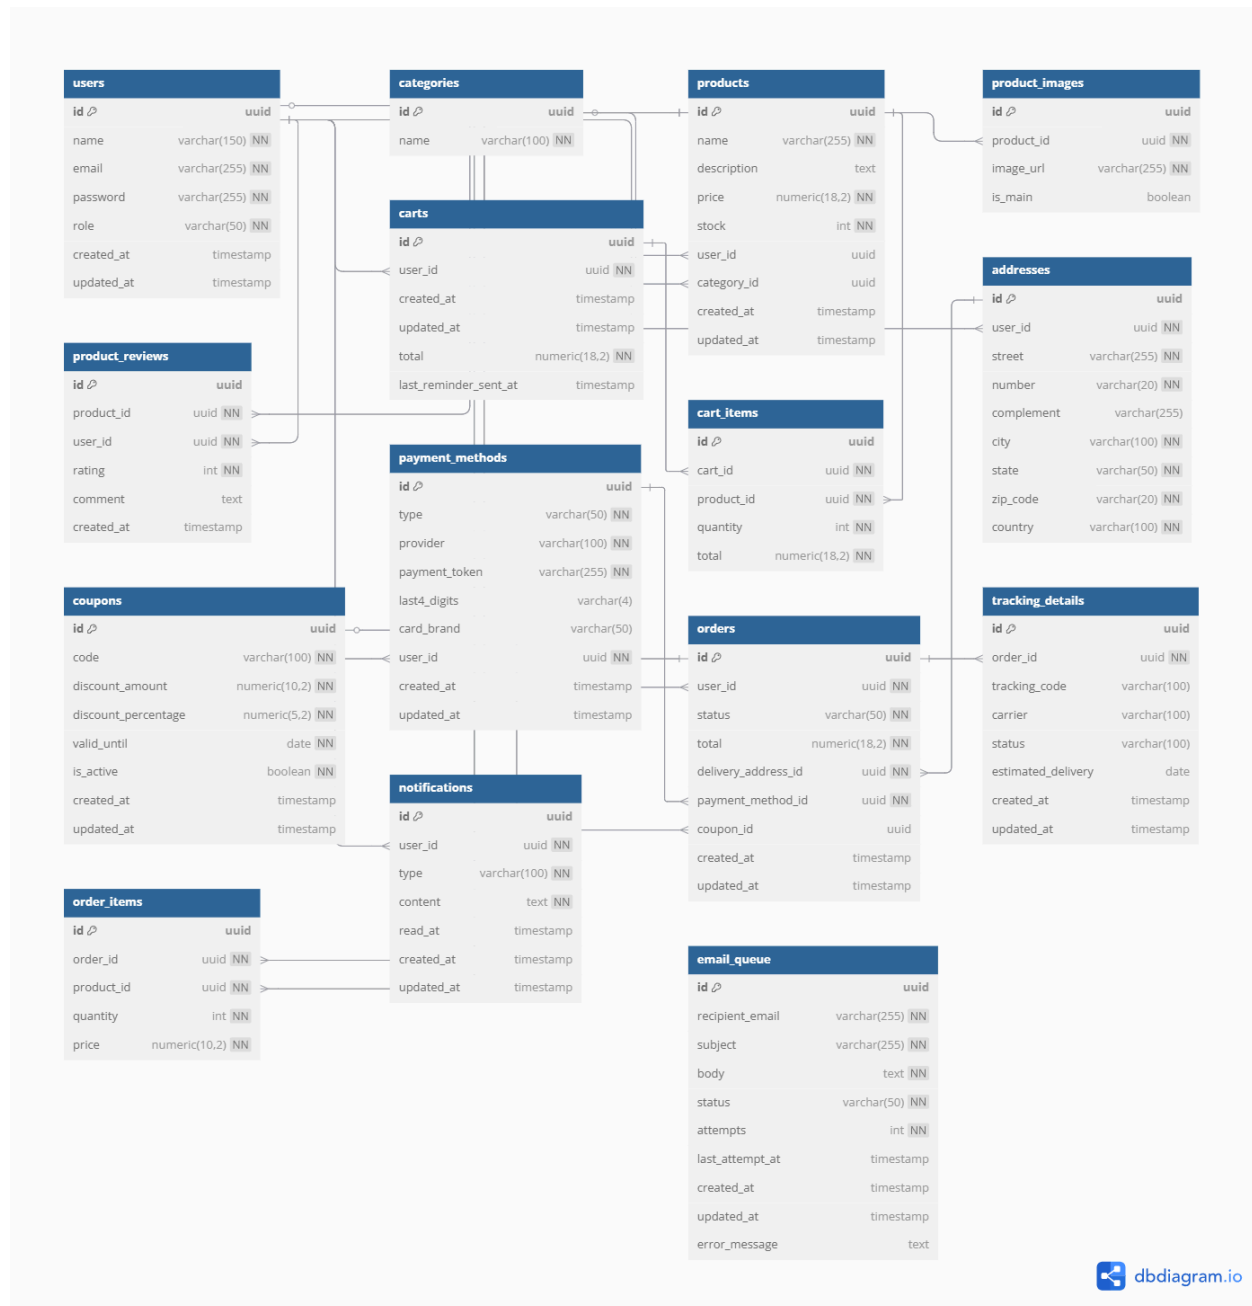 users
id uuid
name varchar(150) NN
email varchar(255) NN
password varchar(255) NN
role varchar(50) NN
created_at timestamp
updated_at timestamp
categories
id uuid
name varchar(100) NN
products
id uuid
name varchar(255) NN
description text
price numeric(18,2) NN
stock int NN
user_id uuid
category_id uuid
created_at timestamp
updated_at timestamp
product_images
id uuid
product_id uuid NN
image_url varchar(255) NN
is_main boolean
carts
id uuid
user_id uuid NN
created_at timestamp
updated_at timestamp
total numeric(18,2) NN
last_reminder_sent_at timestamp
addresses
id uuid
user_id uuid NN
street varchar(255) NN
number varchar(20) NN
complement varchar(255)
city varchar(100) NN
state varchar(50) NN
zip_code varchar(20) NN
country varchar(100) NN
product_reviews
id uuid
product_id uuid NN
user_id uuid NN
rating int NN
comment text
created_at timestamp
cart_items
id uuid
cart_id uuid NN
product_id uuid NN
quantity int NN
total numeric(18,2) NN
payment_methods
id uuid
type varchar(50) NN
provider varchar(100) NN
payment_token varchar(255) NN
last4_digits varchar(4)
card_brand varchar(50)
user_id uuid NN
created_at timestamp
updated_at timestamp
coupons
id uuid
code varchar(100) NN
discount_amount numeric(10,2) NN
discount_percentage numeric(5,2) NN
valid_until date NN
is_active boolean NN
created_at timestamp
updated_at timestamp
orders
id uuid
user_id uuid NN
status varchar(50) NN
total numeric(18,2) NN
delivery_address_id uuid NN
payment_method_id uuid NN
coupon_id uuid
created_at timestamp
updated_at timestamp
tracking_details
id uuid
order_id uuid NN
tracking_code varchar(100)
carrier varchar(100)
status varchar(100)
estimated_delivery date
created_at timestamp
updated_at timestamp
notifications
id uuid
user_id uuid NN
type varchar(100) NN
content text NN
read_at timestamp
created_at timestamp
updated_at timestamp
order_items
id uuid
order_id uuid NN
product_id uuid NN
quantity int NN
price numeric(10,2) NN
email_queue
id uuid
recipient_email varchar(255) NN
subject varchar(255) NN
body text NN
status varchar(50) NN
attempts int NN
last_attempt_at timestamp
created_at timestamp
updated_at timestamp
error_message text
dbdiagram.io